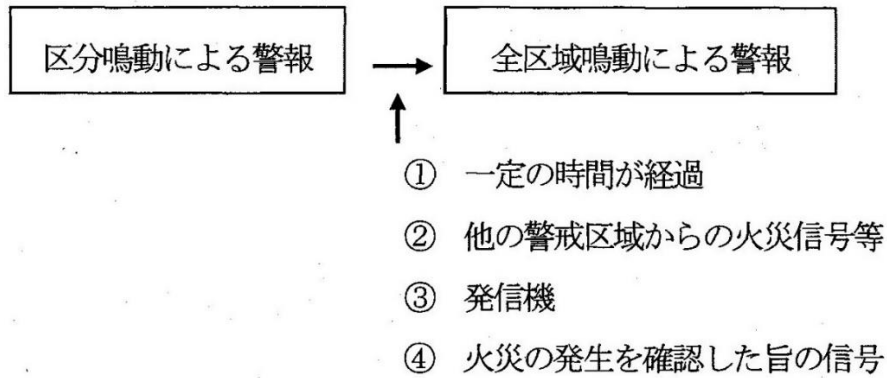 区分鳴動による警報
全区域鳴動による警報
① 一定の時間が経過
② 他の警戒区域からの火災信号等
③ 発信機
④ 火災の発生を確認した旨の信号